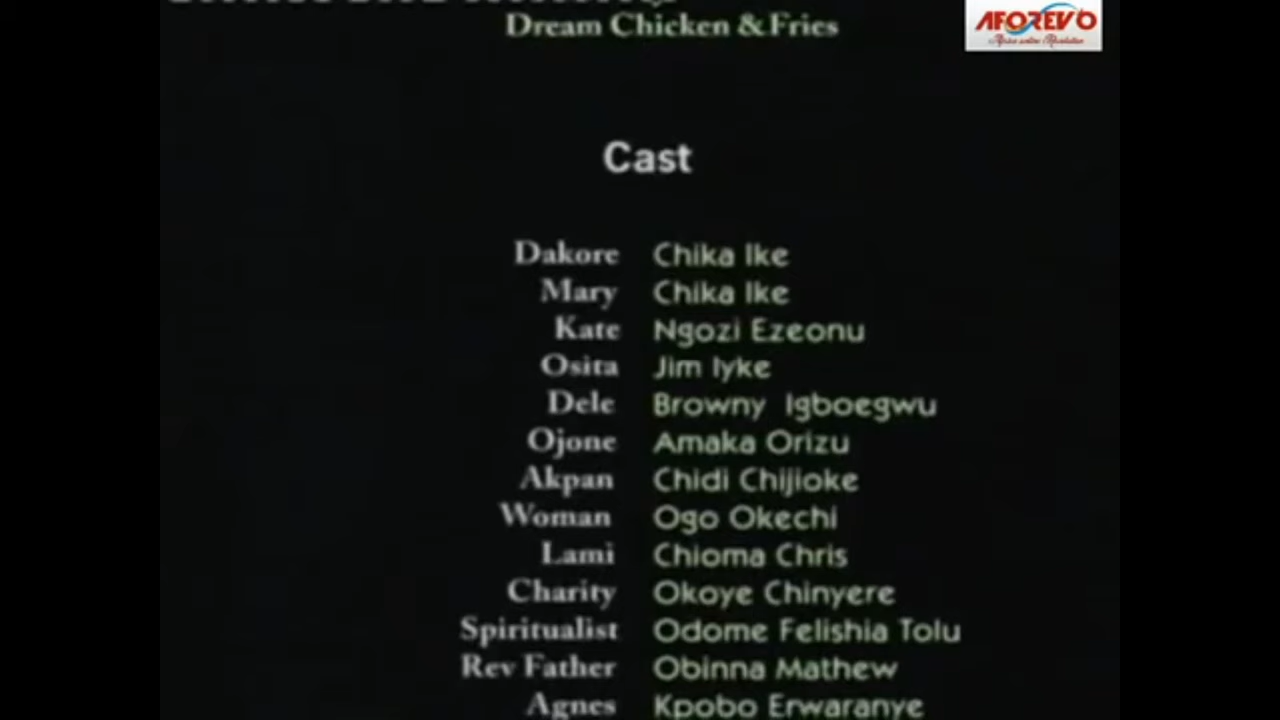 Dream Chicken & Fries
AFOREVO
Cast
Dakore Chika Ike
Mary Chika Ike
Kate Ngozi Ezeonu
Osita Jim Iyke
Dele Browny Igboegwu
Ojone Amaka Orizu
Akpan Chidi Chijioke
Woman Ogo Okechi
Lami Chioma Chris
Charity Okoye Chinyere
Spiritualist Odome Felishia Tolu
Rev Father Obinna Mathew
Agnes Kpobo Erwaranye